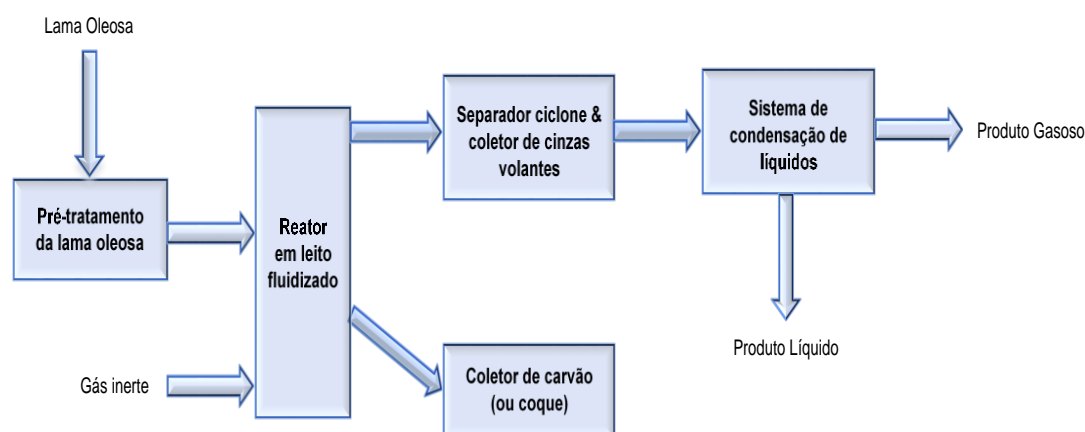 Lama Oleosa
Pré-tratamento
da lama oleosa
Gás inerte
Reator
em leito
fluidizado
Separador ciclone &
coletor de cinzas
volantes
Coletor de carvão
(ou coque)
Sistema de
condensação de
líquidos
Produto Gasoso
Produto Líquido